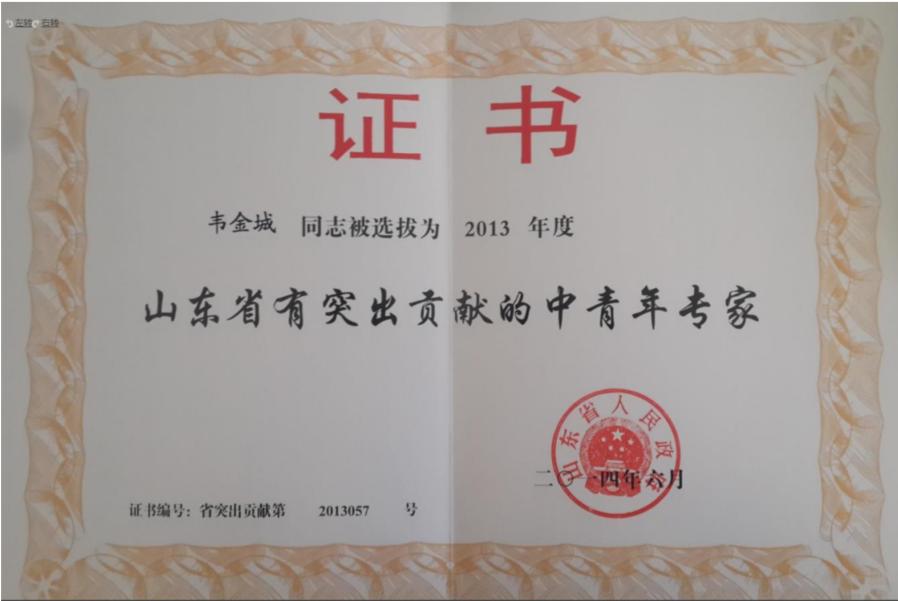 左转 右转
证书
韦金城 同志被选拔为 2013 年度
山东省有突出贡献的中青年专家
山东省人民政府
二〇一四年六月
证书编号：省突出贡献第 2013057 号